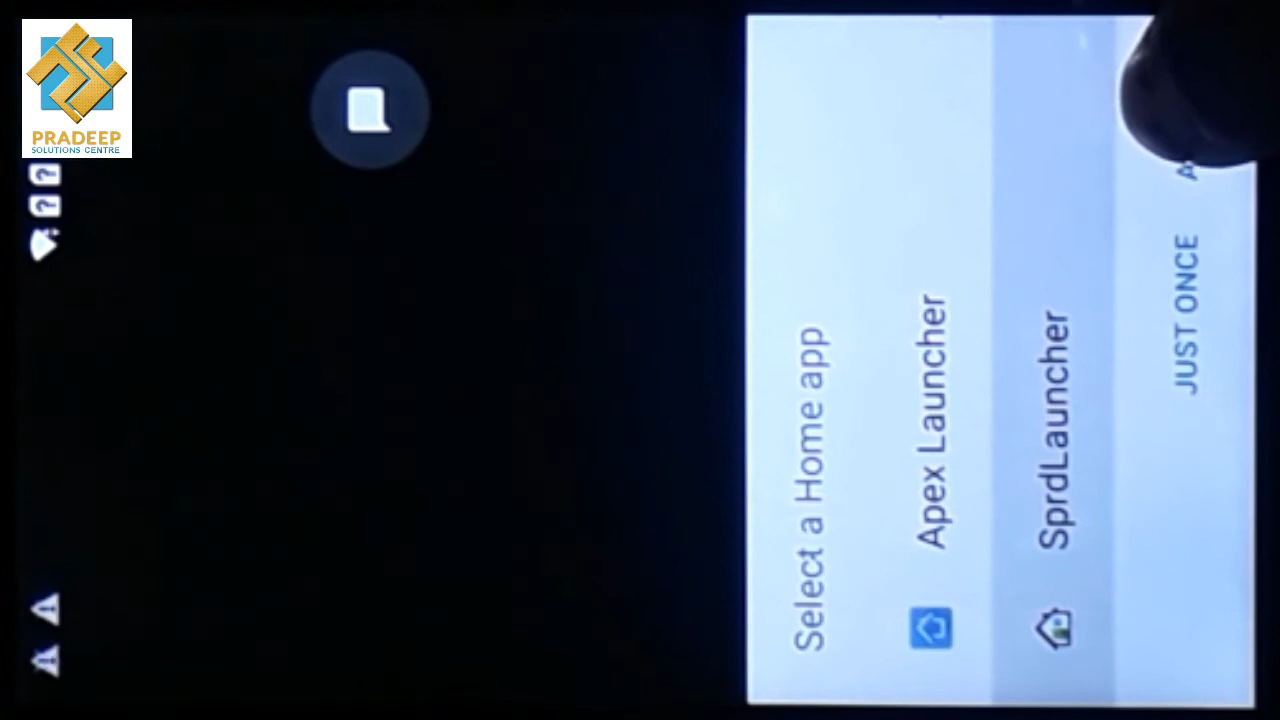 PRADEEP
SOLUTIONS CENTRE
Select a Home app
Apex Launcher
SprdLauncher
JUST ONCE